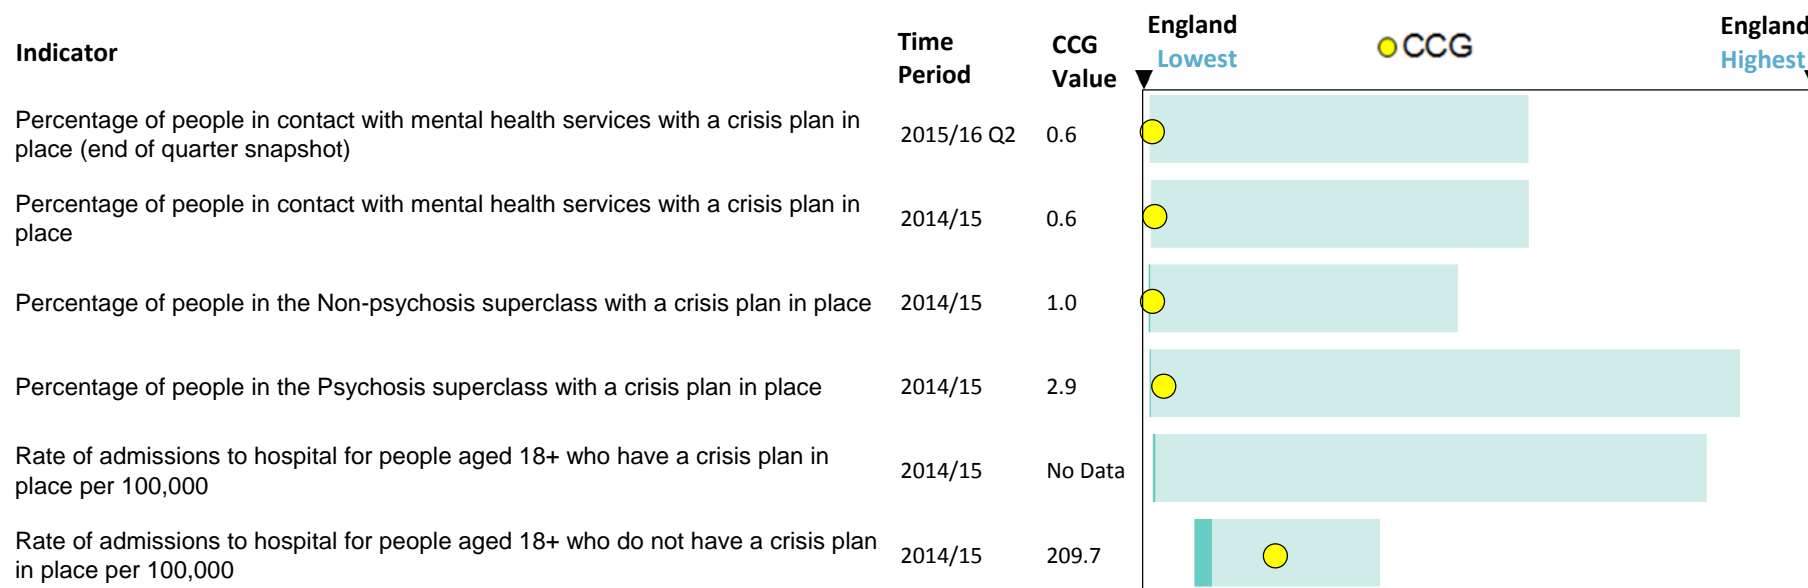 Indicator
Time
Period
CCG
Value
England
Lowest
CCG
England
Highest
Percentage of people in contact with mental health services with a crisis plan in
place (end of quarter snapshot)
2015/16 Q2
0.6
Percentage of people in contact with mental health services with a crisis plan in
place
2014/15
0.6
Percentage of people in the Non-psychosis superclass with a crisis plan in place
2014/15
1.0
Percentage of people in the Psychosis superclass with a crisis plan in place
2014/15
2.9
Rate of admissions to hospital for people aged 18+ who have a crisis plan in
place per 100,000
2014/15
No Data
Rate of admissions to hospital for people aged 18+ who do not have a crisis plan
in place per 100,000
2014/15
209.7